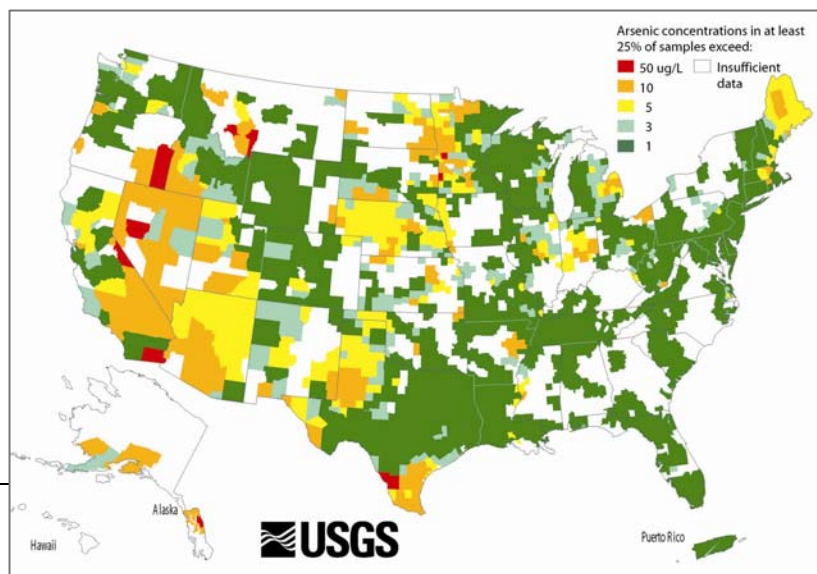 Arsenic concentrations in at least
25% of samples exceed:
50 ug/L
Insufficient
data
10
5
3
1
Alaska
Hawaii
USGS
Puerto Rico